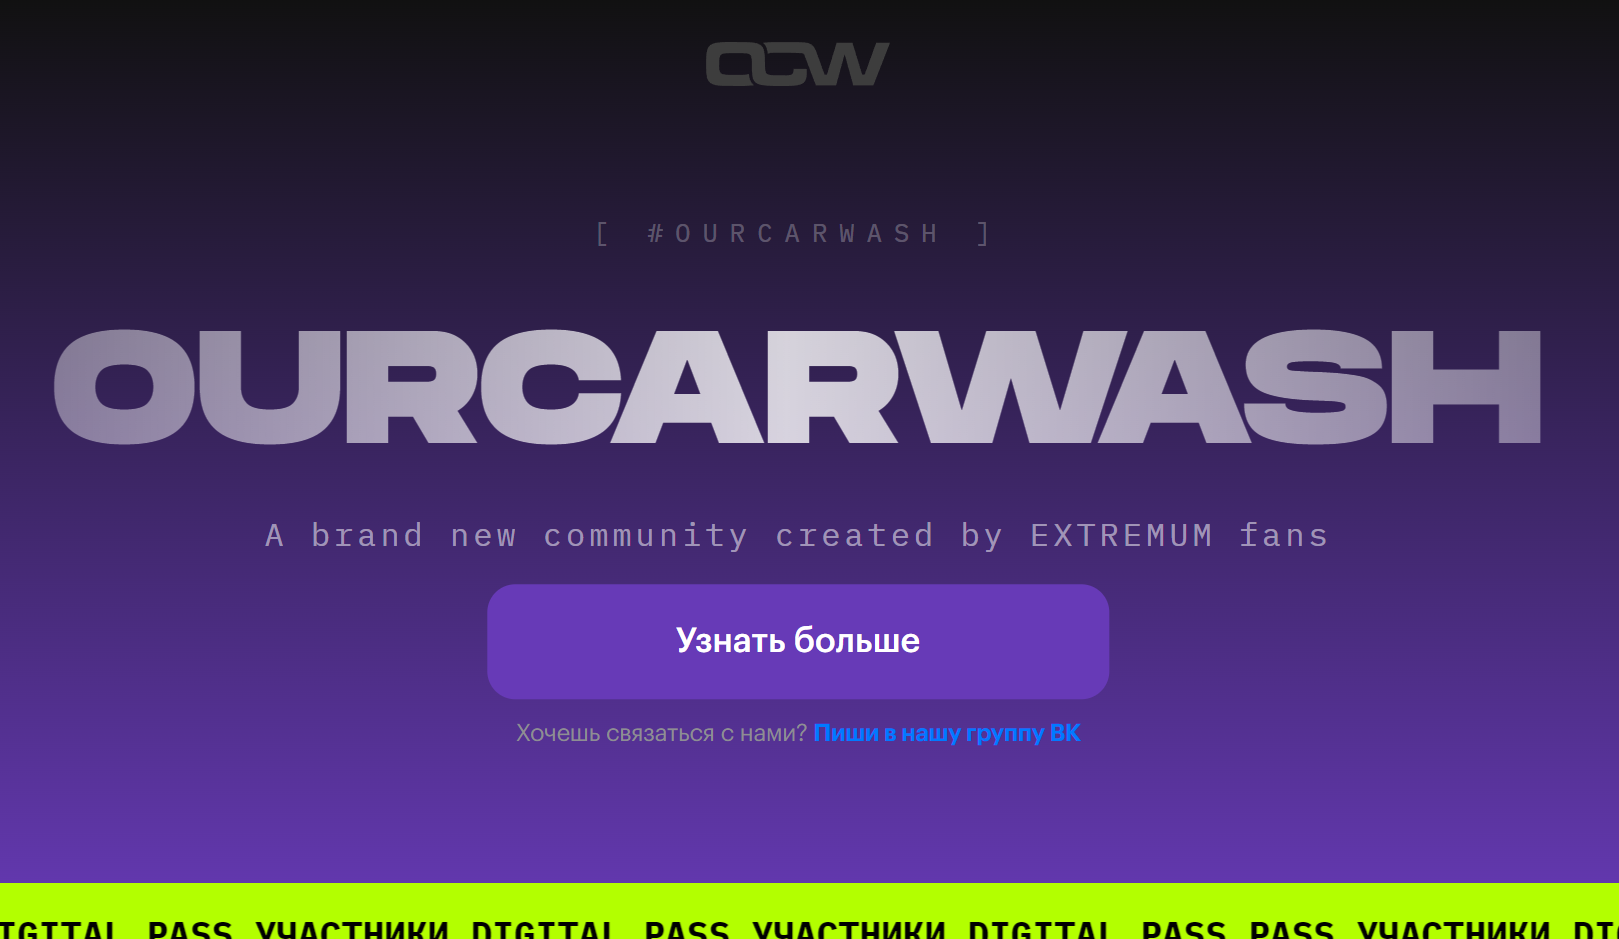 OCW
[ #OURCARWASH ]
OURCARWASH
A brand new community created by EXTREMUM fans
Узнать больше
Хочешь связаться с нами? Пиши в нашу группу ВК
IGITAL PASS УЧАСТНИКИ DIGITAL PASS УЧАСТНИКИ DIGITAL PASS PASS УЧАСТНИКИ DI